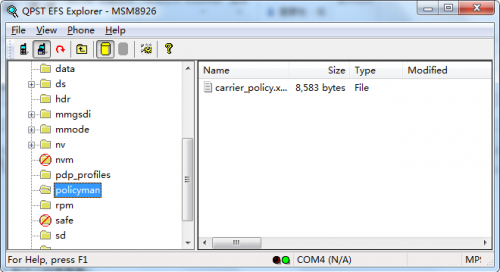 QPST EFS Explorer - MSM8926
File View Phone Help
data
ds
hdr
mmgsdi
mmode
nv
nvm
pdp_profiles
policyman
rpm
safe
sd
Name Size Type Modified
carrier_policy.x... 8,583 bytes File
For Help, press F1 COM4 (N/A) MP: